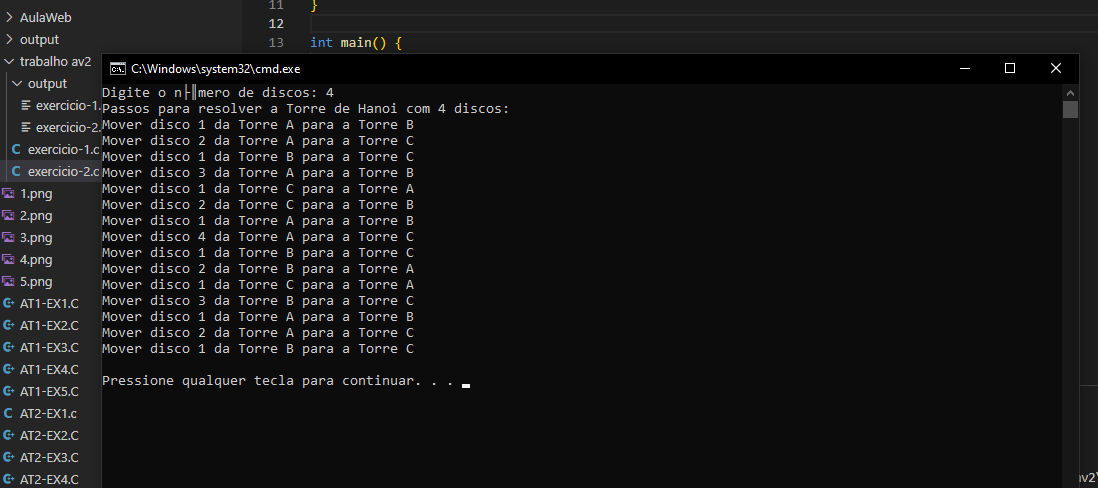 AulaWeb
output
trabalho av2
output
exercicio-1.
exercicio-2.
exercicio-1.c
exercicio-2.c
1.png
2.png
3.png
4.png
5.png
AT1-EX1.C
AT1-EX2.C
AT1-EX3.C
AT1-EX4.C
AT1-EX5.C
AT2-EX1.c
AT2-EX2.C
AT2-EX3.C
AT2-EX4.C
11 }
12
13 int main() {
C:\Windows\system32\cmd.exe
Digite o n├║mero de discos: 4
Passos para resolver a Torre de Hanoi com 4 discos:
Mover disco 1 da Torre A para a Torre B
Mover disco 2 da Torre A para a Torre C
Mover disco 1 da Torre B para a Torre C
Mover disco 3 da Torre A para a Torre B
Mover disco 1 da Torre C para a Torre A
Mover disco 2 da Torre C para a Torre B
Mover disco 1 da Torre A para a Torre B
Mover disco 4 da Torre A para a Torre C
Mover disco 1 da Torre B para a Torre C
Mover disco 2 da Torre B para a Torre A
Mover disco 1 da Torre C para a Torre A
Mover disco 3 da Torre B para a Torre C
Mover disco 1 da Torre A para a Torre B
Mover disco 2 da Torre A para a Torre C
Mover disco 1 da Torre B para a Torre C
Pressione qualquer tecla para continuar. . .
av2\